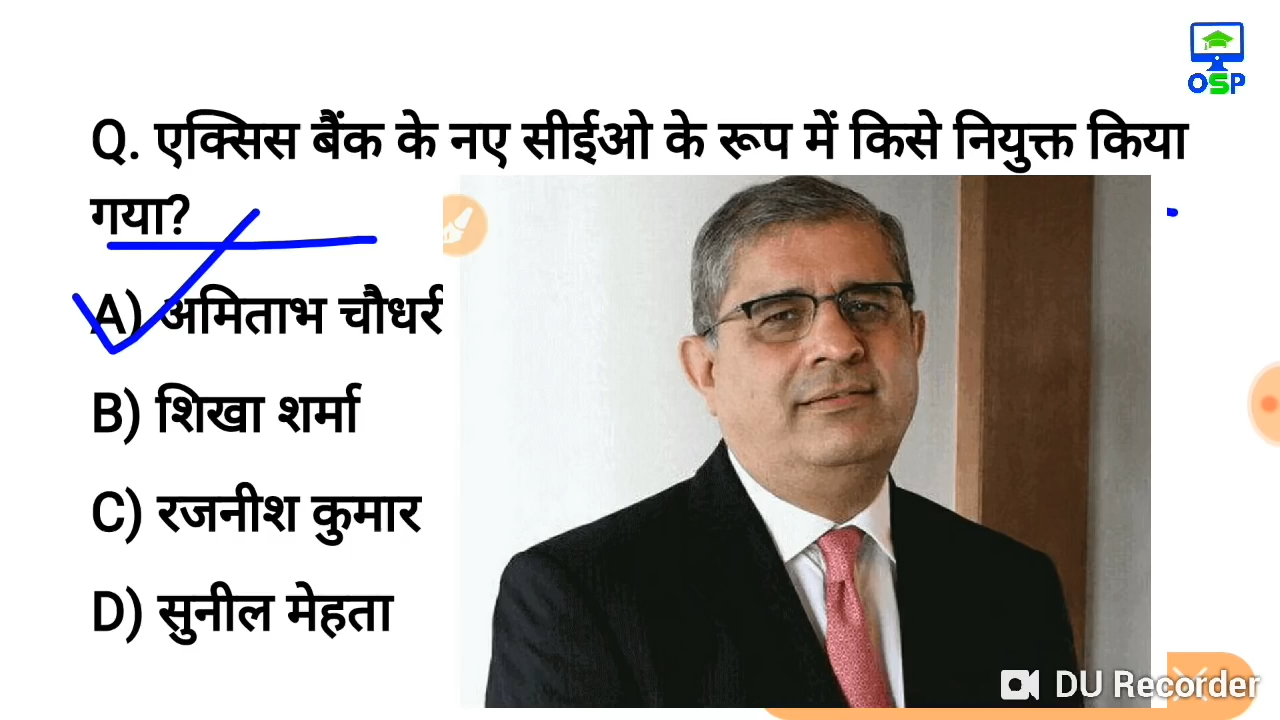 OSP
Q. एक्सिस बैंक के नए सीईओ के रूप में किसे नियुक्त किया
गया?
A) अमिताभ चौधरी
B) शिखा शर्मा
C) रजनीश कुमार
D) सुनील मेहता
DU Recorder